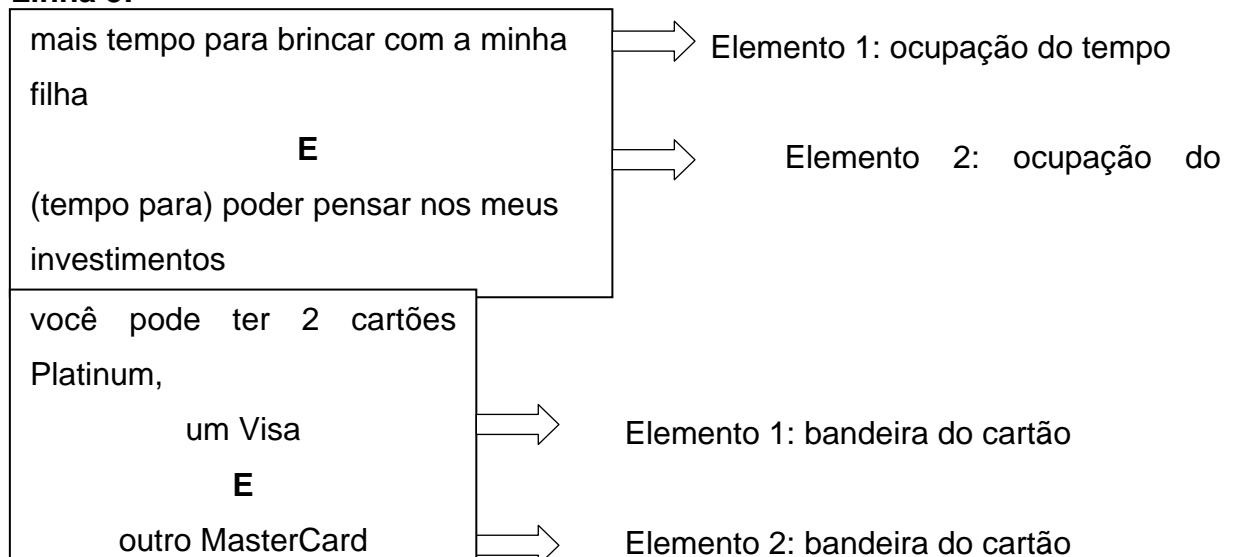 mais tempo para brincar com a minha
filha
E
(tempo para) poder pensar nos meus
investimentos
Elemento 1: ocupação do tempo
Elemento 2: ocupação do
você pode ter 2 cartões
Platinum,
um Visa
E
outro MasterCard
Elemento 1: bandeira do cartão
Elemento 2: bandeira do cartão